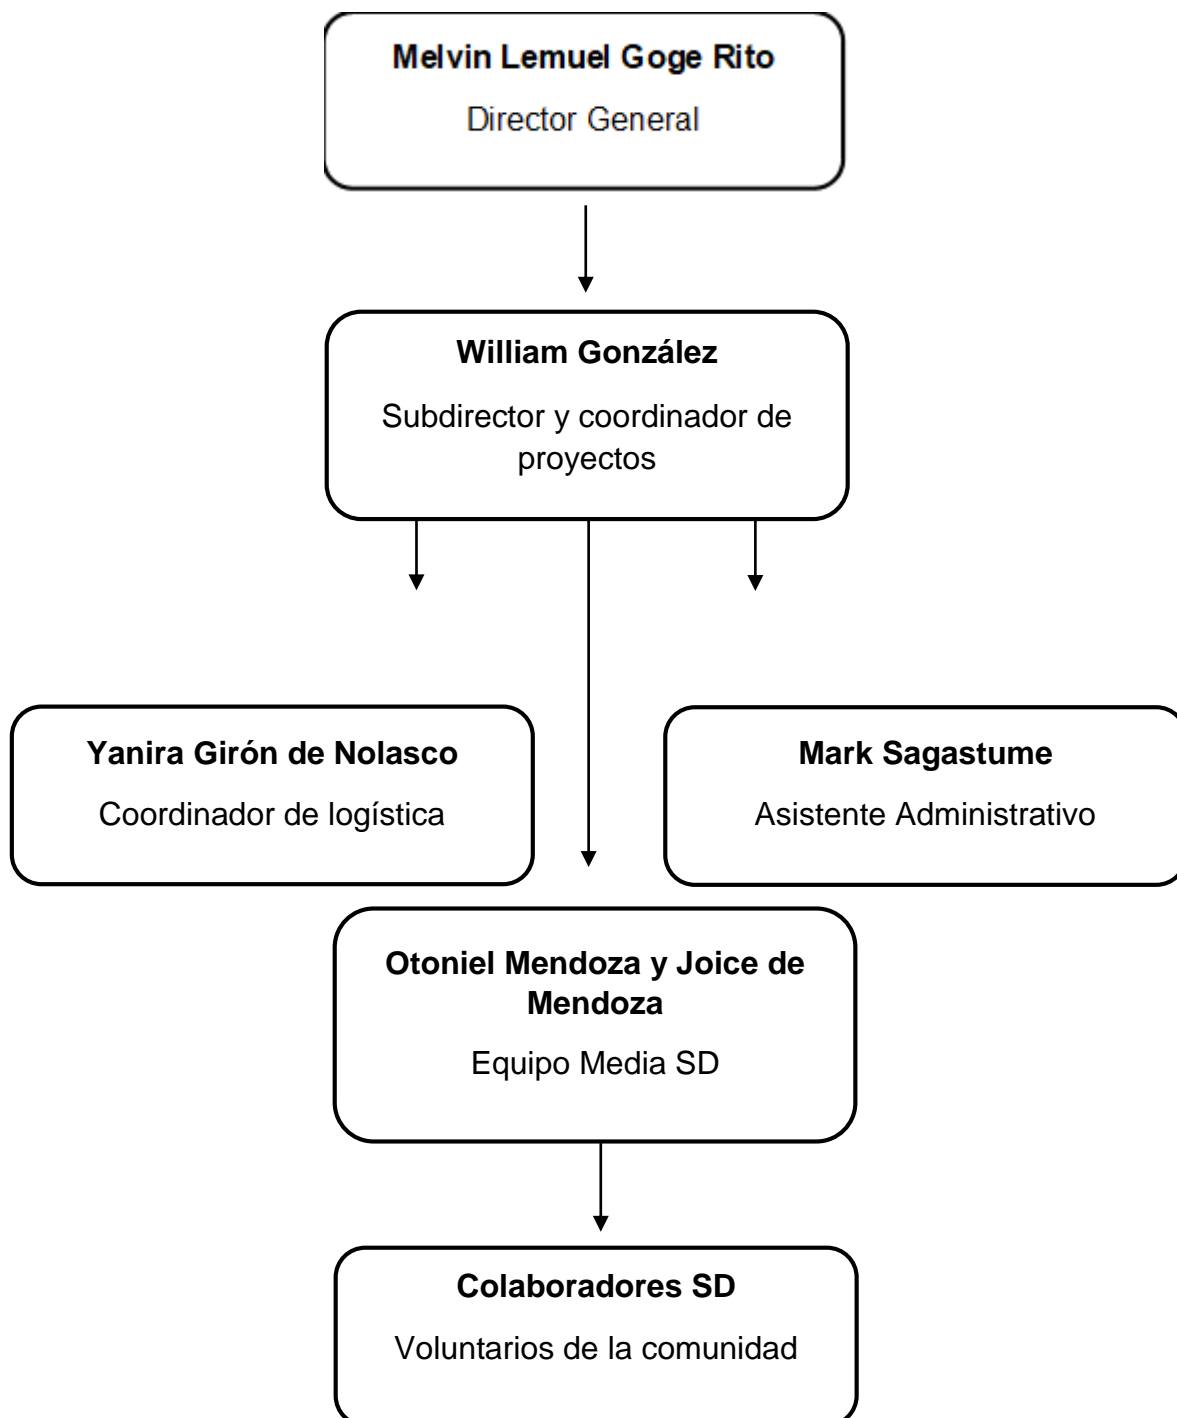 Melvin Lemuel Goge Rito
Director General
William González
Subdirector y coordinador de
proyectos
Yanira Girón de Nolasco
Coordinador de logística
Mark Sagastume
Asistente Administrativo
Otoniel Mendoza y Joice de
Mendoza
Equipo Media SD
Colaboradores SD
Voluntarios de la comunidad